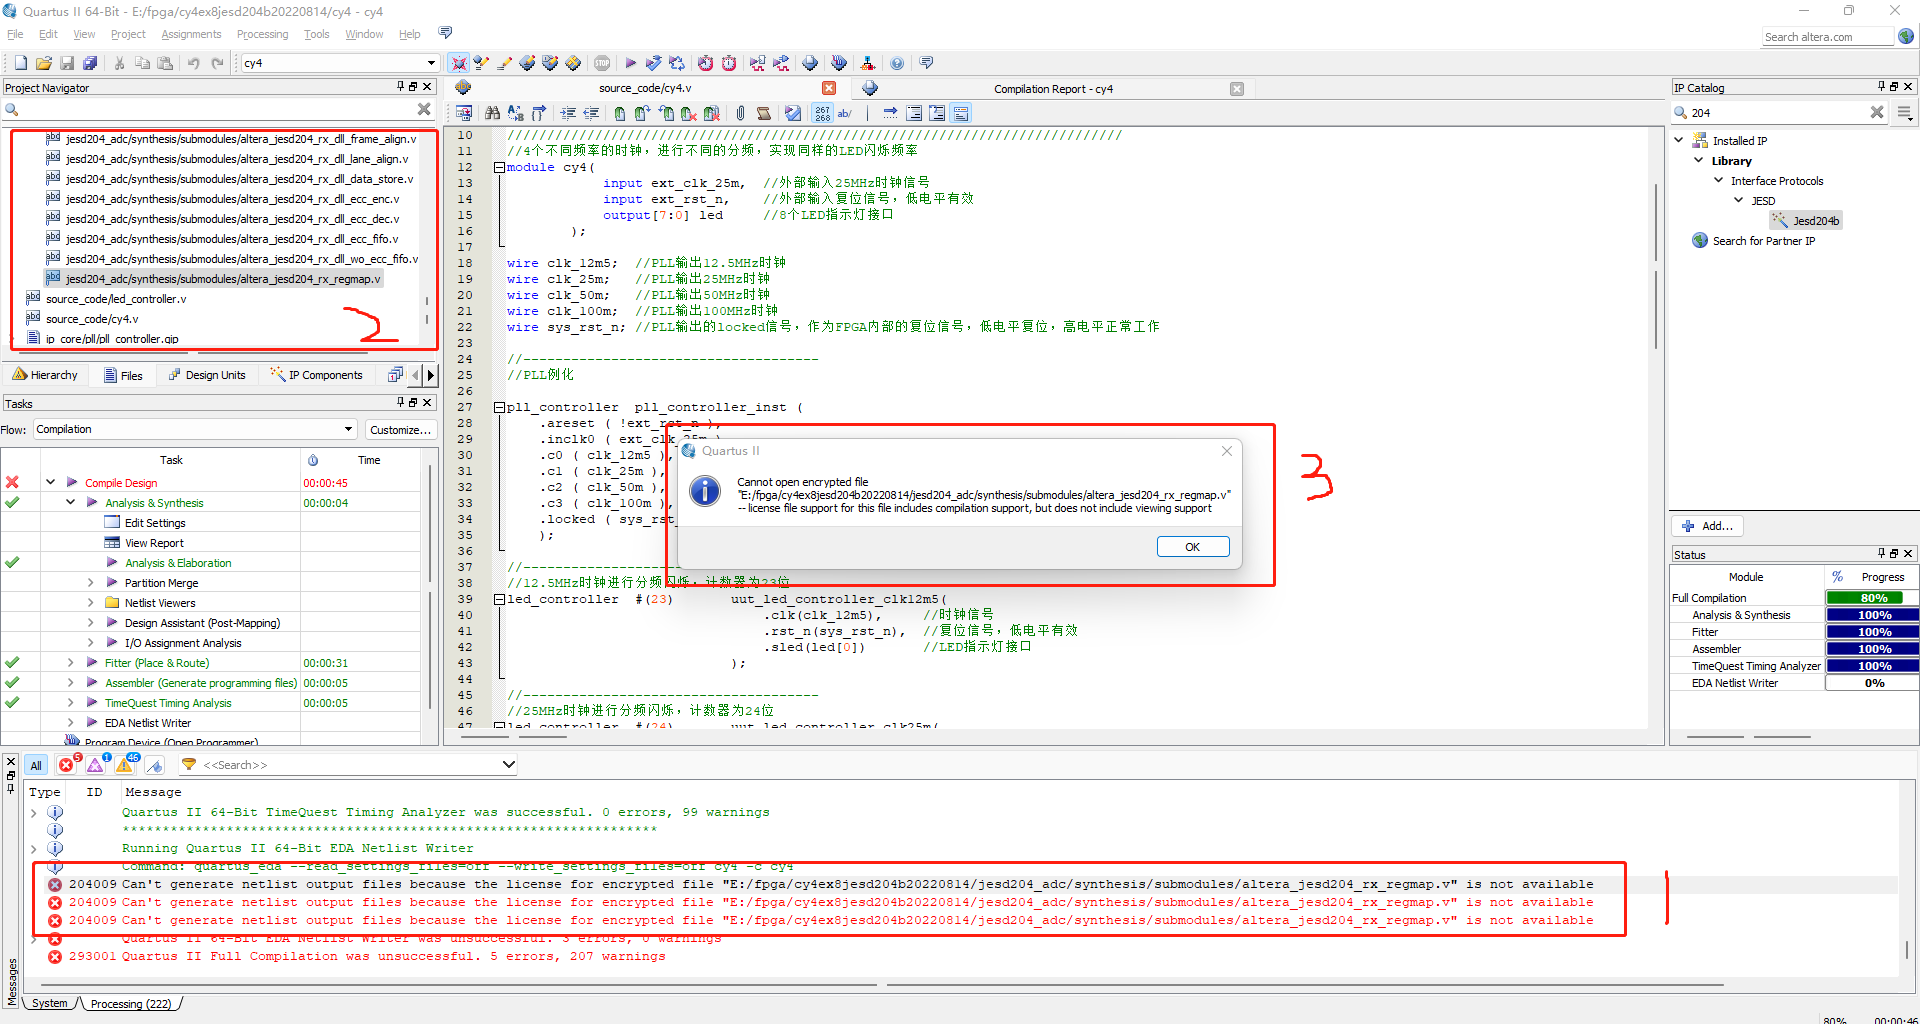 Quartus II 64-Bit - E:/fpga/cy4ex8jesd204b20220814/cy4 - cy4
File Edit View Project Assignments Processing Tools Window Help
Search altera.com
cy4
Project Navigator
source_code/cy4.v
Compilation Report - cy4
IP Catalog
204
jesd204_adc/synthesis/submodules/altera_jesd204_rx_dll_frame_align.v
jesd204_adc/synthesis/submodules/altera_jesd204_rx_dll_lane_align.v
jesd204_adc/synthesis/submodules/altera_jesd204_rx_dll_data_store.v
jesd204_adc/synthesis/submodules/altera_jesd204_rx_dll_ecc_enc.v
jesd204_adc/synthesis/submodules/altera_jesd204_rx_dll_ecc_dec.v
jesd204_adc/synthesis/submodules/altera_jesd204_rx_dll_ecc_fifo.v
jesd204_adc/synthesis/submodules/altera_jesd204_rx_dll_wo_ecc_fifo.v
jesd204_adc/synthesis/submodules/altera_jesd204_rx_regmap.v
source_code/led_controller.v
source_code/cy4.v
ip_core/pll/pll_controller.qip
2
Hierarchy Files Design Units IP Components
Tasks
Flow: Compilation Customize...
Task Time
Compile Design 00:00:45
Analysis & Synthesis 00:00:04
Edit Settings
View Report
Analysis & Elaboration
Partition Merge
Netlist Viewers
Design Assistant (Post-Mapping)
I/O Assignment Analysis
Fitter (Place & Route) 00:00:31
Assembler (Generate programming files) 00:00:05
TimeQuest Timing Analysis 00:00:05
EDA Netlist Writer
Program Device (Open Programmer)
267
268 ab/
10 /////////////////////////////////////////////////////////////////////////////
11 //4个不同频率的时钟，进行不同的分频，实现同样的LED闪烁频率
12 module cy4(
13 input ext_clk_25m, //外部输入25MHz时钟信号
14 input ext_rst_n, //外部输入复位信号，低电平有效
15 output[7:0] led //8个LED指示灯接口
16 );
17
18 wire clk_12m5; //PLL输出12.5MHz时钟
19 wire clk_25m; //PLL输出25MHz时钟
20 wire clk_50m; //PLL输出50MHz时钟
21 wire clk_100m; //PLL输出100MHz时钟
22 wire sys_rst_n; //PLL输出的locked信号，作为FPGA内部的复位信号，低电平复位，高电平正常工作
23
24 //-------------------------------------
25 //PLL例化
26
27 pll_controller pll_controller_inst (
28 .areset ( !ext_rst_n ),
29 .inclk0 ( ext_clk_25m ),
30 .c0 ( clk_12m5 ),
31 .c1 ( clk_25m ),
32 .c2 ( clk_50m ),
33 .c3 ( clk_100m ),
34 .locked ( sys_rst_
35 );
36
37 //--------------------
38 //12.5MHz时钟进行分频闪烁，计数器为23位
39 led_controller #(23) uut_led_controller_clk12m5(
40 .clk(clk_12m5), //时钟信号
41 .rst_n(sys_rst_n), //复位信号，低电平有效
42 .sled(led[0]) //LED指示灯接口
43 );
44
45 //-------------------------------------
46 //25MHz时钟进行分频闪烁，计数器为24位
47 led_controller #(24) uut_led_controller_clk25m(
Quartus II
Cannot open encrypted file
"E:/fpga/cy4ex8jesd204b20220814/jesd204_adc/synthesis/submodules/altera_jesd204_rx_regmap.v"
-- license file support for this file includes compilation support, but does not include viewing support
OK
3
Installed IP
Library
Interface Protocols
JESD
Jesd204b
Search for Partner IP
Add...
Status
Module % Progress
Full Compilation 80%
Analysis & Synthesis 100%
Fitter 100%
Assembler 100%
TimeQuest Timing Analyzer 100%
EDA Netlist Writer 0%
All 5 1 46 <<Search>>
Type ID Message
Quartus II 64-Bit TimeQuest Timing Analyzer was successful. 0 errors, 99 warnings
*******************************************************************
Running Quartus II 64-Bit EDA Netlist Writer
Command: quartus_eda --read_settings_files=off --write_settings_files=off cy4 -c cy4
204009 Can't generate netlist output files because the license for encrypted file "E:/fpga/cy4ex8jesd204b20220814/jesd204_adc/synthesis/submodules/altera_jesd204_rx_regmap.v" is not available
204009 Can't generate netlist output files because the license for encrypted file "E:/fpga/cy4ex8jesd204b20220814/jesd204_adc/synthesis/submodules/altera_jesd204_rx_regmap.v" is not available
204009 Can't generate netlist output files because the license for encrypted file "E:/fpga/cy4ex8jesd204b20220814/jesd204_adc/synthesis/submodules/altera_jesd204_rx_regmap.v" is not available
1
Quartus II 64-Bit EDA Netlist Writer was unsuccessful. 3 errors, 0 warnings
293001 Quartus II Full Compilation was unsuccessful. 5 errors, 207 warnings
Messages
System Processing (222)
80% 00:00:46